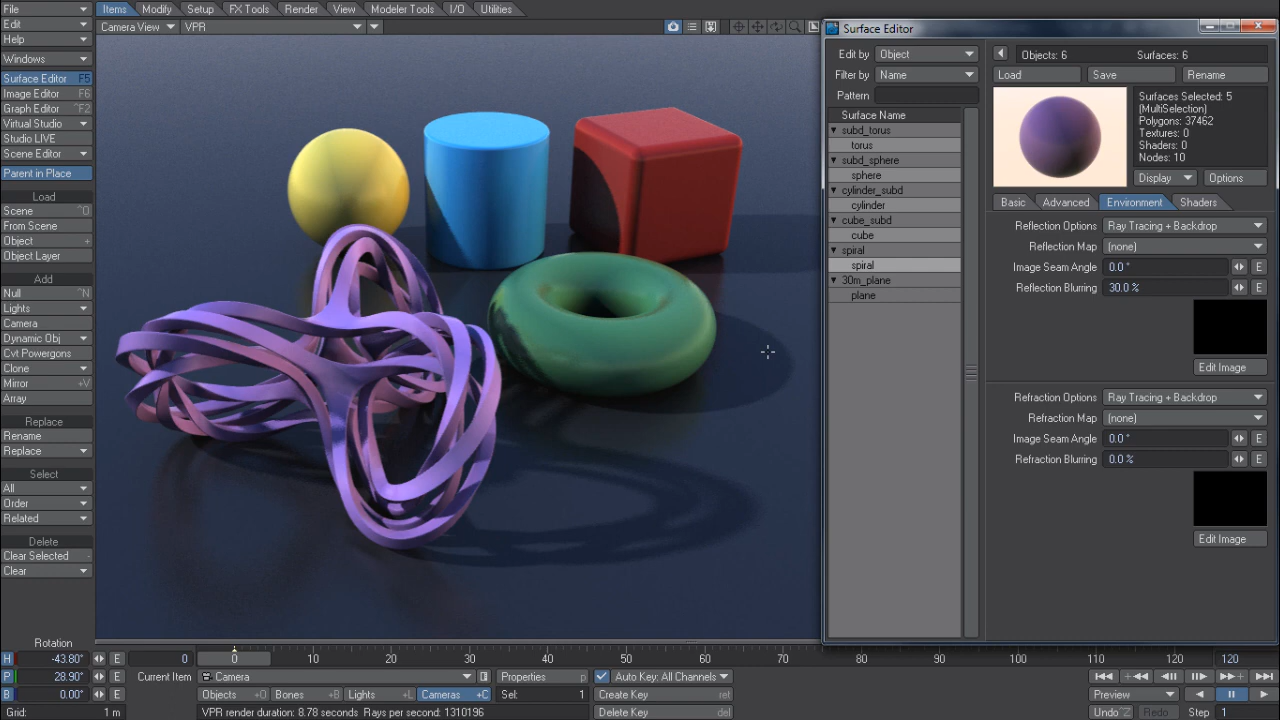 File
Edit
Help
Windows
Surface Editor F5
Image Editor F6
Graph Editor ^F2
Virtual Studio
Studio LIVE
Scene Editor
Parent in Place
Load
Scene ^O
From Scene
Object +
Object Layer
Add
Null ^N
Lights
Camera
Dynamic Obj
Cvt Powergons
Clone
Mirror +V
Array
Replace
Rename
Replace
Select
All
Order
Related
Delete
Clear Selected -
Clear
Items Modify Setup FX Tools Render View Modeler Tools I/O Utilities
Camera View VPR
Surface Editor
Edit by Object
Filter by Name
Pattern
Surface Name
subd_torus
torus
subd_sphere
sphere
cylinder_subd
cylinder
cube_subd
cube
spiral
spiral
30m_plane
plane
Objects: 6 Surfaces: 6
Load Save Rename
Surfaces Selected: 5
(MultiSelection)
Polygons: 37462
Textures: 0
Shaders: 0
Nodes: 10
Display Options
Basic Advanced Environment Shaders
Reflection Options Ray Tracing + Backdrop
Reflection Map (none)
Image Seam Angle 0.0 ° E
Reflection Blurring 30.0 % E
Edit Image
Refraction Options Ray Tracing + Backdrop
Refraction Map (none)
Image Seam Angle 0.0 ° E
Refraction Blurring 0.0 % E
Edit Image
Rotation
H -43.80° E
P 28.90° E
B 0.00° E
Grid: 1 m
0 0 10 20 30 40 50 60 70 80 90 100 110 120 120
Current Item Camera Properties p Auto Key: All Channels
Objects +O Bones +B Lights +L Cameras +C Sel: 1 Create Key ret
VPR render duration: 8.78 seconds Rays per second: 1310196 Delete Key del
Preview
Undo ^Z Redo Step 1